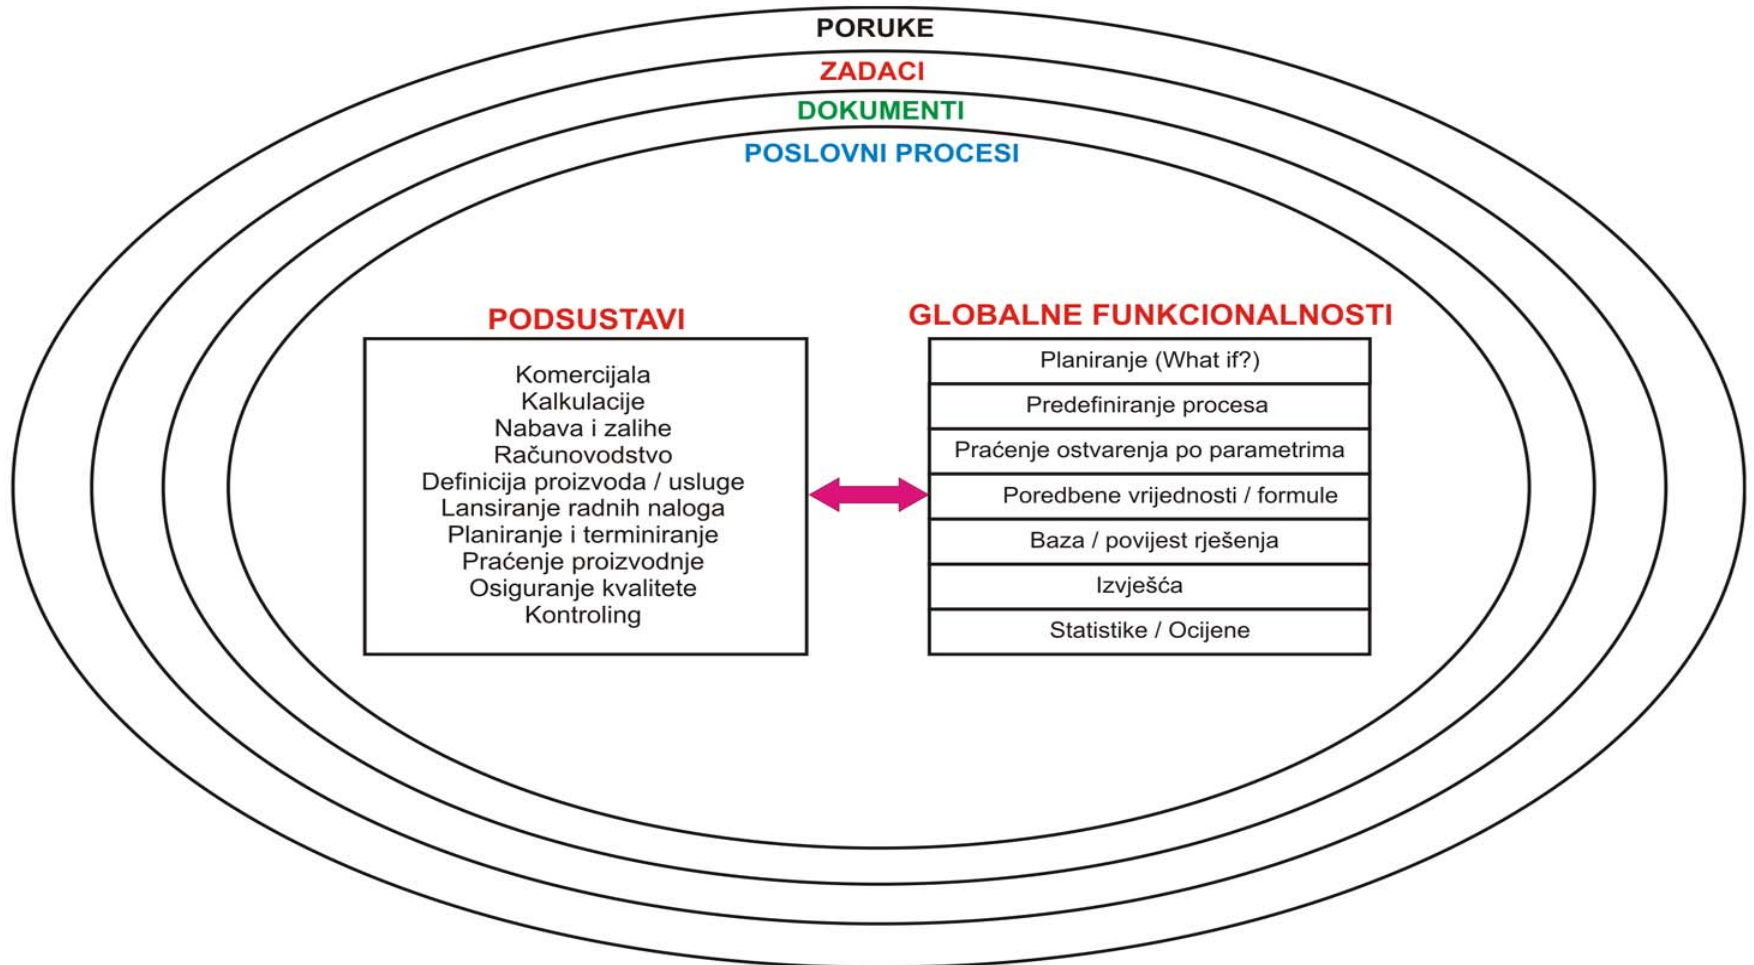 PORUKE
ZADACI
DOKUMENTI
POSLOVNI PROCESI
PODSUSTAVI
Komercijala
Kalkulacije
Nabava i zalihe
Računovodstvo
Definicija proizvoda / usluge
Lansiranje radnih naloga
Planiranje i terminiranje
Praćenje proizvodnje
Osiguranje kvalitete
Kontroling
GLOBALNE FUNKCIONALNOSTI
Planiranje (What if?)
Predefiniranje procesa
Praćenje ostvarenja po parametrima
Poredbene vrijednosti / formule
Baza / povijest rješenja
Izvješća
Statistike / Ocijene